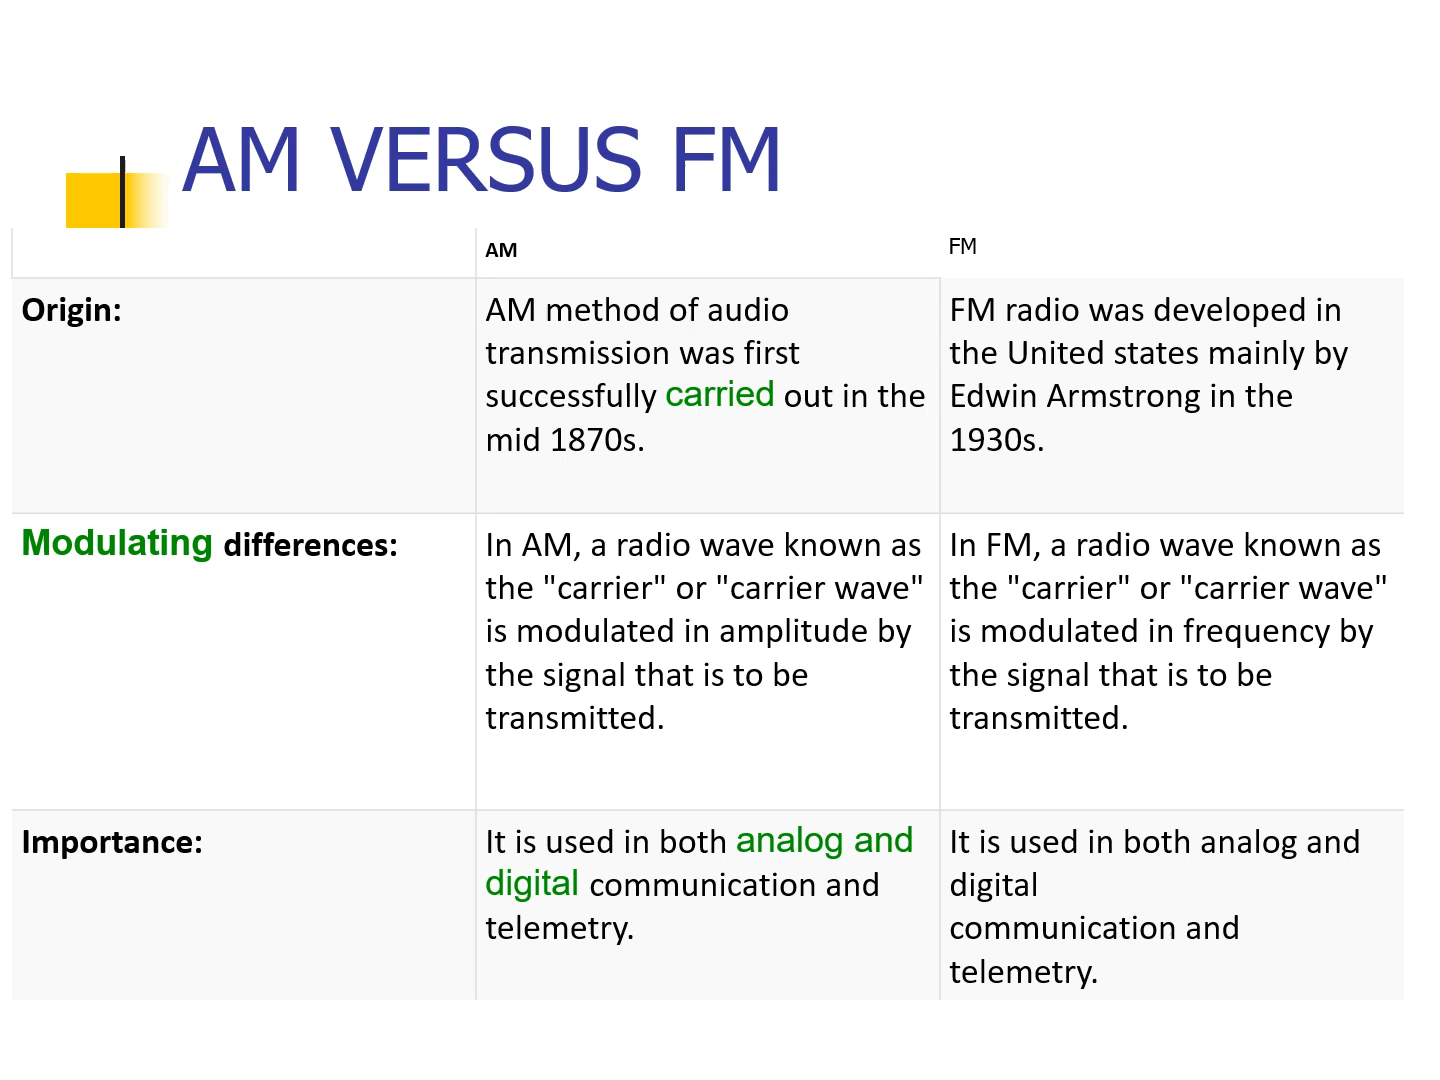 AM VERSUS FM
AM
FM
Origin:
AM method of audio
transmission was first
successfully carried out in the
mid 1870s.
FM radio was developed in
the United states mainly by
Edwin Armstrong in the
1930s.
Modulating differences:
In AM, a radio wave known as
the "carrier" or "carrier wave"
is modulated in amplitude by
the signal that is to be
transmitted.
In FM, a radio wave known as
the "carrier" or "carrier wave"
is modulated in frequency by
the signal that is to be
transmitted.
Importance:
It is used in both analog and
digital communication and
telemetry.
It is used in both analog and
digital
communication and
telemetry.